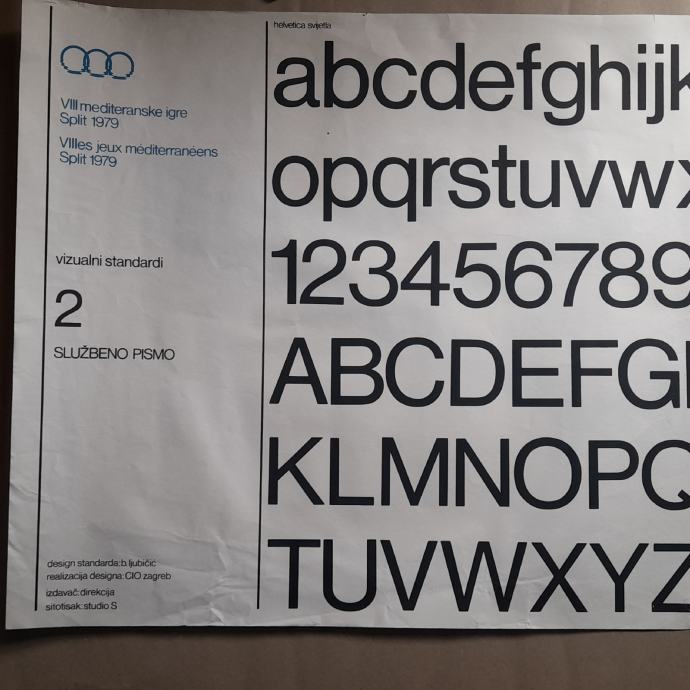 VIII mediteranske igre
Split 1979
VIIIes jeux méditerranéens
Split 1979
vizualni standardi
2
SLUŽBENO PISMO
design standarda:b.ljubičić
realizacija designa:CIO zagreb
izdavač:direkcija
sitotisak:studio S
helvetica svijetla
abcdefghijk
opqrstuvwx
123456789
ABCDEFG
KLMNOPQ
TUVWXYZ